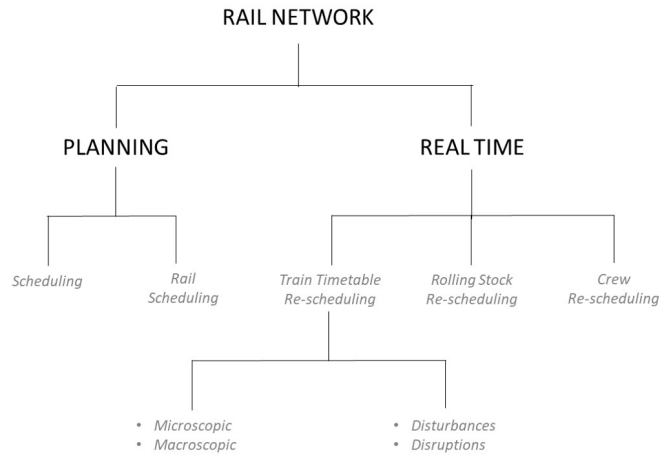 RAIL NETWORK
PLANNING
REAL TIME
Scheduling
Rail
Scheduling
Train Timetable
Re-scheduling
Rolling Stock
Re-scheduling
Crew
Re-scheduling
• Microscopic
• Macroscopic
• Disturbances
• Disruptions